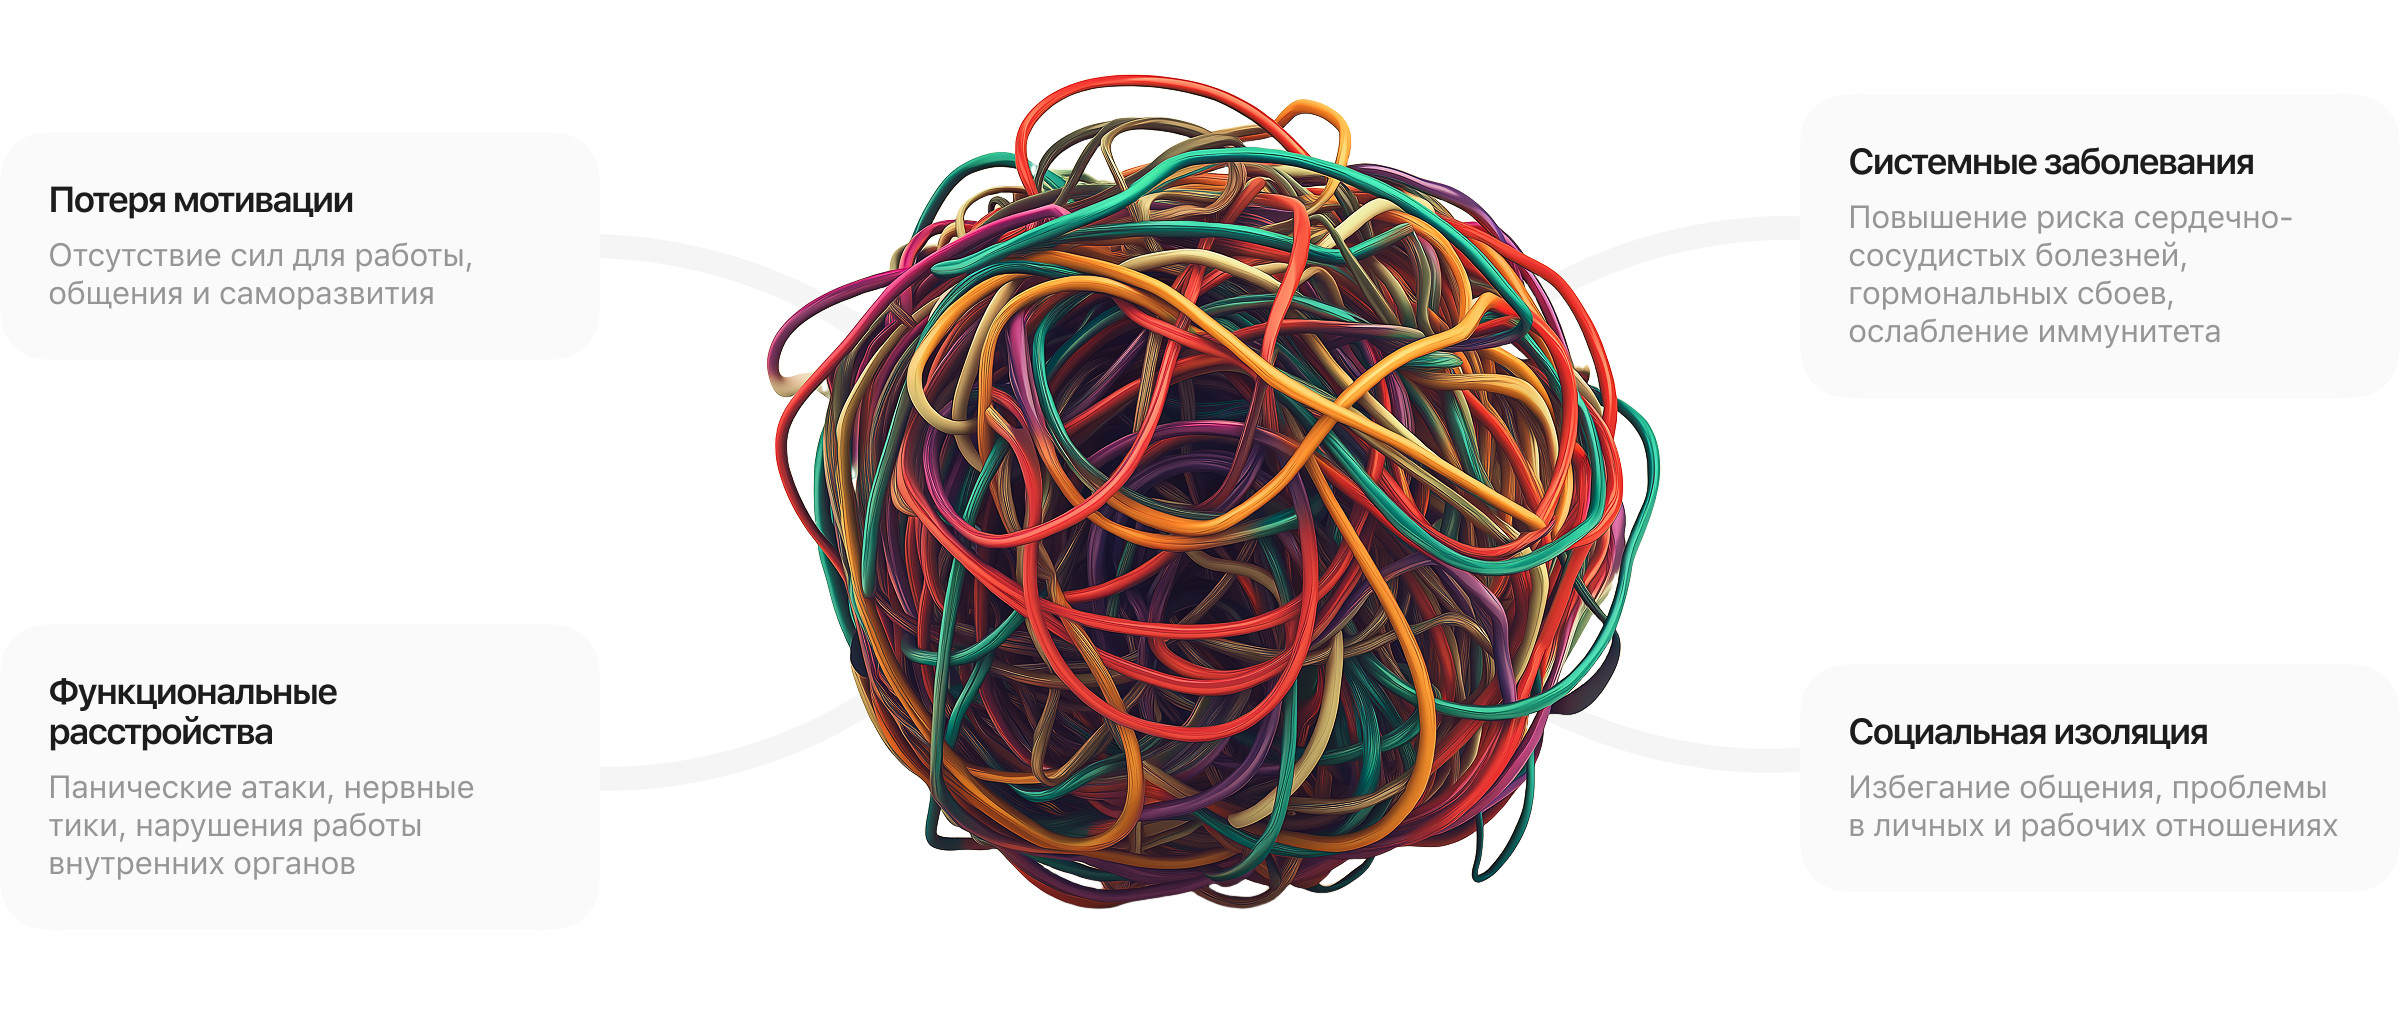 Потеря мотивации
Отсутствие сил для работы,
общения и саморазвития
Системные заболевания
Повышение риска сердечно-
сосудистых болезней,
гормональных сбоев,
ослабление иммунитета
Функциональные
расстройства
Панические атаки, нервные
тики, нарушения работы
внутренних органов
Социальная изоляция
Избегание общения, проблемы
в личных и рабочих отношениях